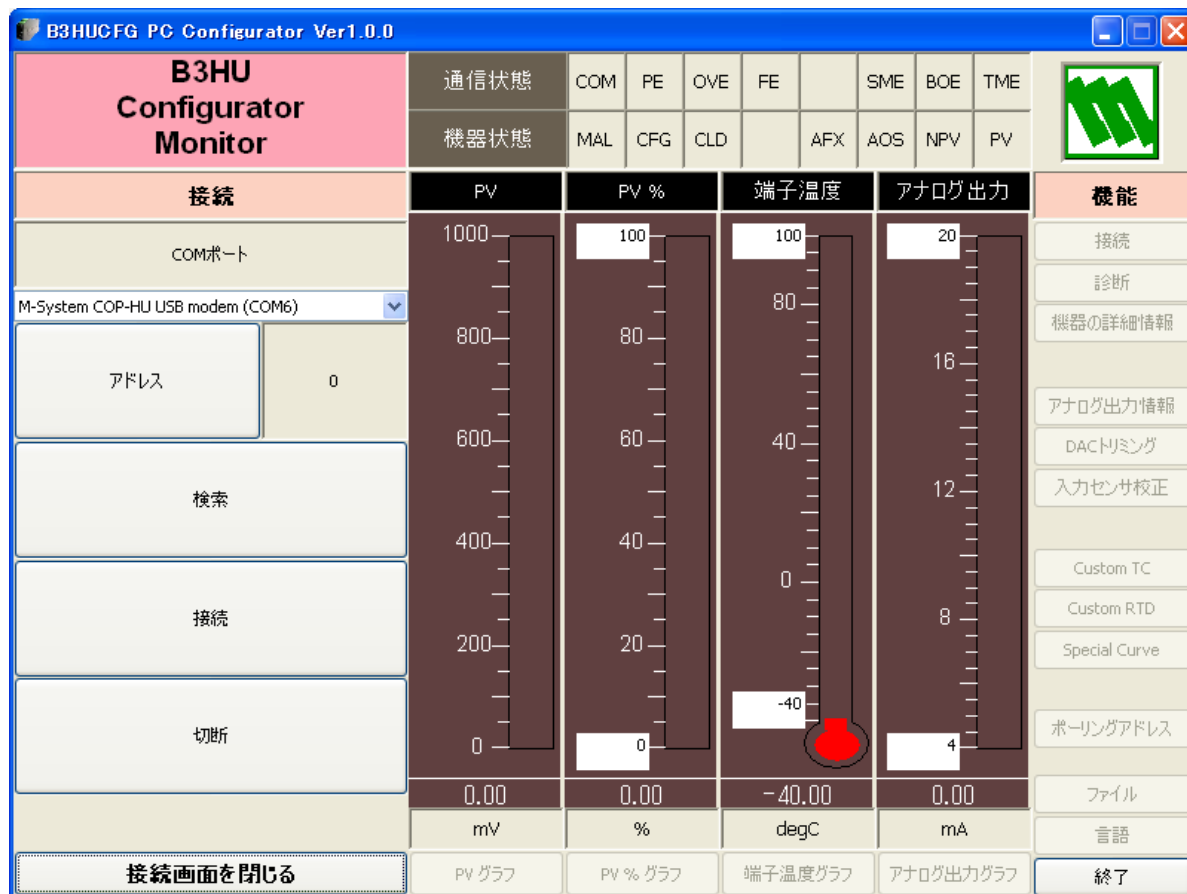 B3HUCFG PC Configurator Ver1.0.0
B3HU
Configurator
Monitor
通信状態 COM PE OVE FE SME BOE TME
機器状態 MAL CFG CLD AFX AOS NPV PV
接続
COMポート
M-System COP-HU USB modem (COM6)
アドレス 0
検索
接続
切断
接続画面を閉じる
PV
1000
800
600
400
200
0
0.00
mV
PV グラフ
PV %
100
80
60
40
20
0
0.00
%
PV % グラフ
端子温度
100
80
40
0
-40
-40.00
degC
端子温度グラフ
アナログ出力
20
16
12
8
4
0.00
mA
アナログ出力グラフ
機能
接続
診断
機器の詳細情報
アナログ出力情報
DACトリミング
入力センサ校正
Custom TC
Custom RTD
Special Curve
ポーリングアドレス
ファイル
言語
終了